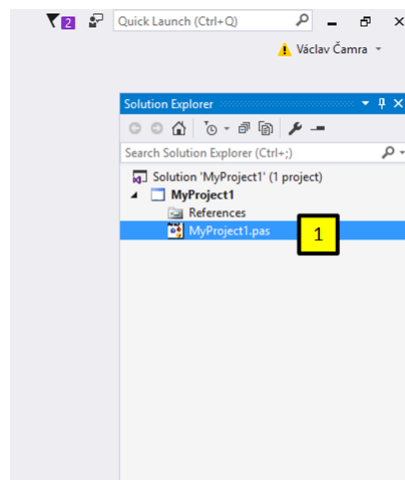 2
Quick Launch (Ctrl+Q)
Václav Čamra
Solution Explorer
Search Solution Explorer (Ctrl+;)
Solution 'MyProject1' (1 project)
MyProject1
References
MyProject1.pas
1